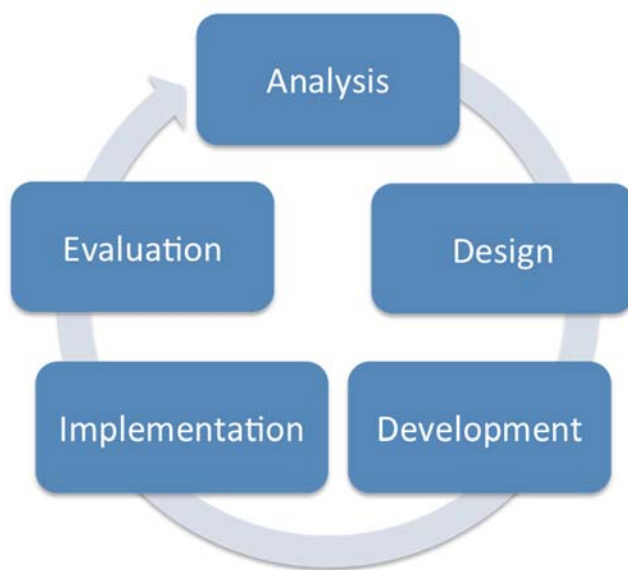 Analysis
Design
Development
Implementation
Evaluation